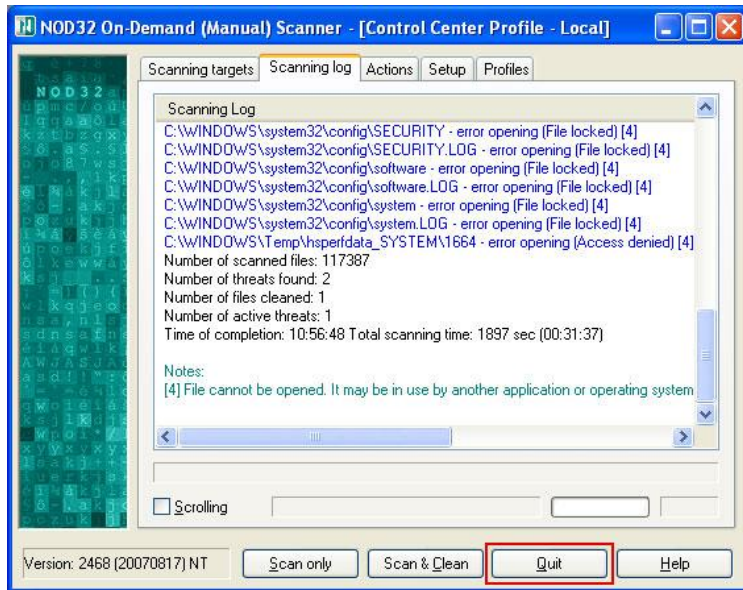 NOD32 On-Demand (Manual) Scanner - [Control Center Profile - Local]
NOD32
Scanning targets Scanning log Actions Setup Profiles
Scanning Log
C:\WINDOWS\system32\config\SECURITY - error opening (File locked) [4]
C:\WINDOWS\system32\config\SECURITY.LOG - error opening (File locked) [4]
C:\WINDOWS\system32\config\software - error opening (File locked) [4]
C:\WINDOWS\system32\config\software.LOG - error opening (File locked) [4]
C:\WINDOWS\system32\config\system - error opening (File locked) [4]
C:\WINDOWS\system32\config\system.LOG - error opening (File locked) [4]
C:\WINDOWS\Temp\hsperfdata_SYSTEM\1664 - error opening (Access denied) [4]
Number of scanned files: 117387
Number of threats found: 2
Number of files cleaned: 1
Number of active threats: 1
Time of completion: 10:56:48 Total scanning time: 1897 sec (00:31:37)
Notes:
[4] File cannot be opened. It may be in use by another application or operating system
Scrolling
Version: 2468 (20070817) NT Scan only Scan & Clean Quit Help